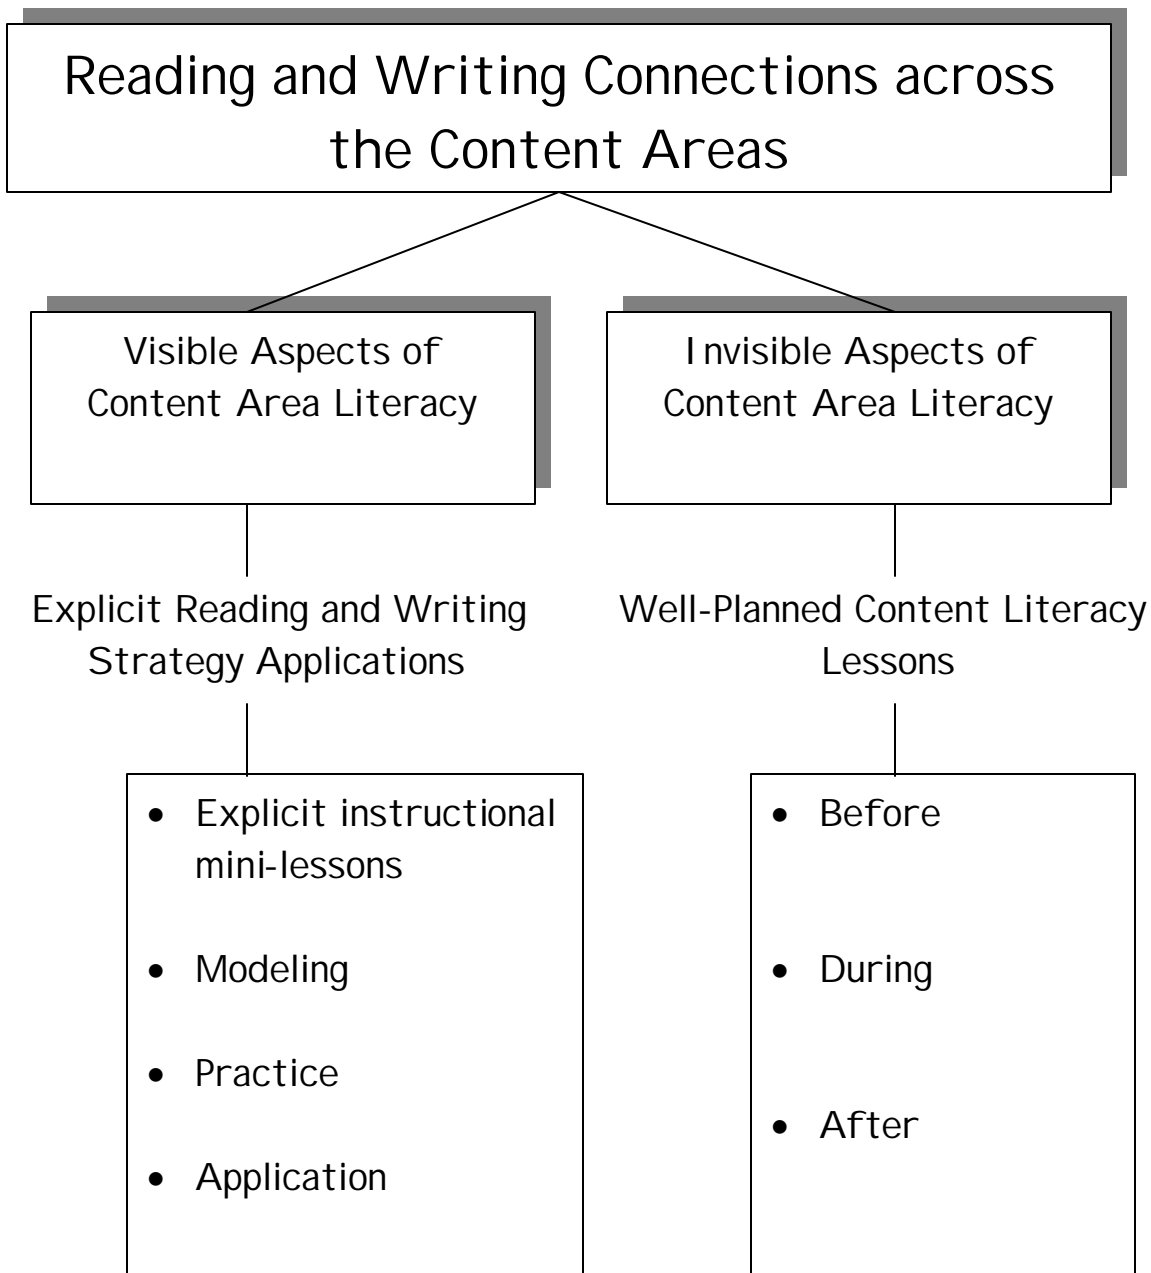 Reading and Writing Connections across
the Content Areas
Visible Aspects of
Content Area Literacy
Invisible Aspects of
Content Area Literacy
Explicit Reading and Writing
Strategy Applications
Well-Planned Content Literacy
Lessons
• Explicit instructional
mini-lessons
• Modeling
• Practice
• Application
• Before
• During
• After